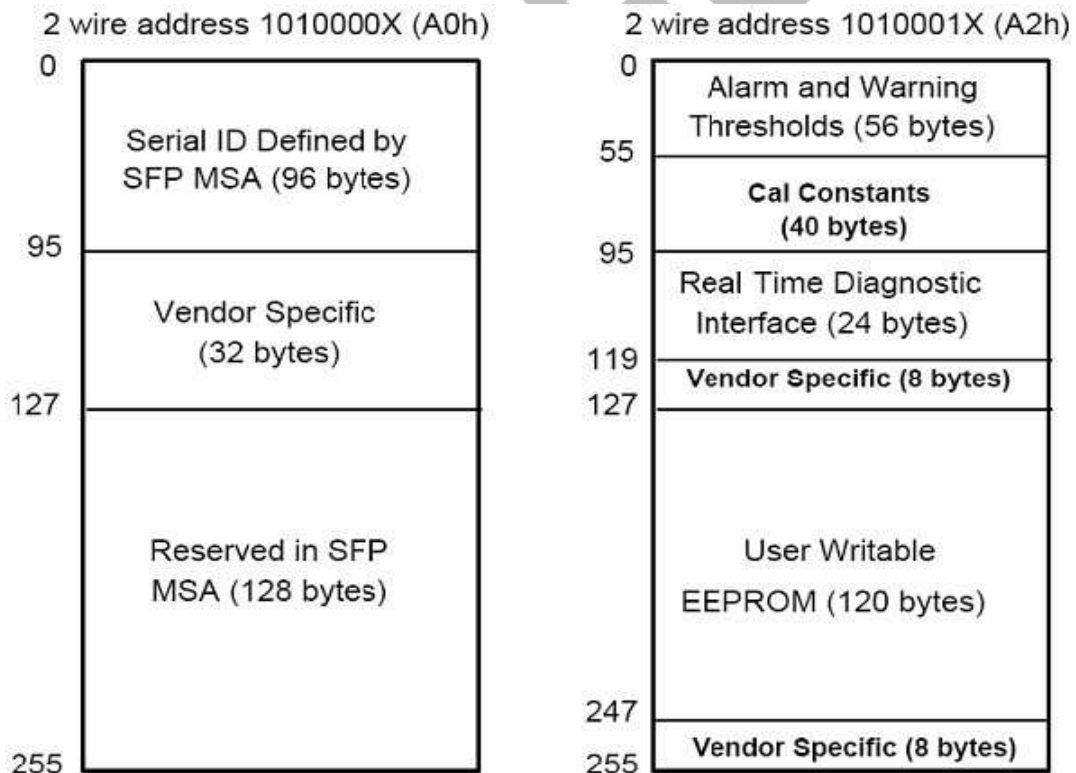 2 wire address 1010000X (A0h)
0
Serial ID Defined by
SFP MSA (96 bytes)
95
Vendor Specific
(32 bytes)
127
Reserved in SFP
MSA (128 bytes)
255
2 wire address 1010001X (A2h)
0
Alarm and Warning
Thresholds (56 bytes)
55
Cal Constants
(40 bytes)
95
Real Time Diagnostic
Interface (24 bytes)
119
Vendor Specific (8 bytes)
127
User Writable
EEPROM (120 bytes)
247
Vendor Specific (8 bytes)
255